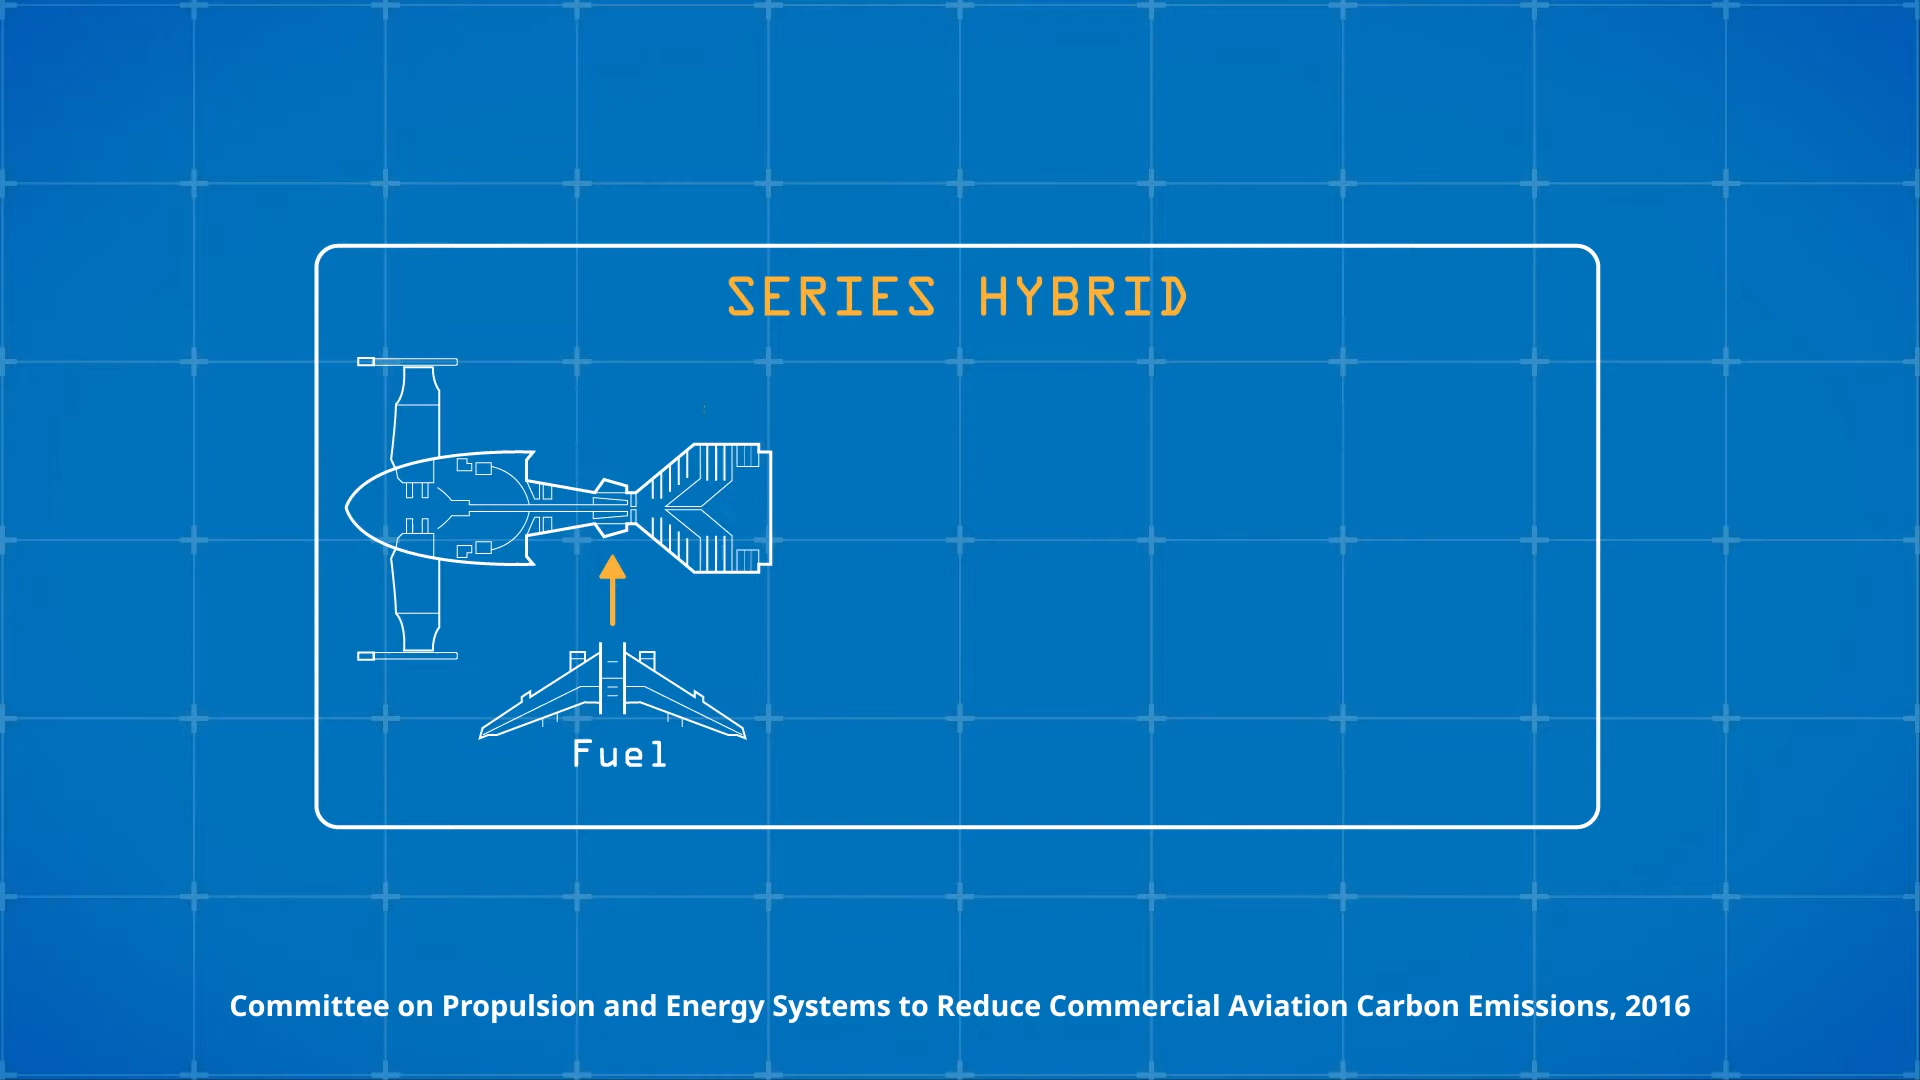 SERIES HYBRID
Fuel
Committee on Propulsion and Energy Systems to Reduce Commercial Aviation Carbon Emissions, 2016